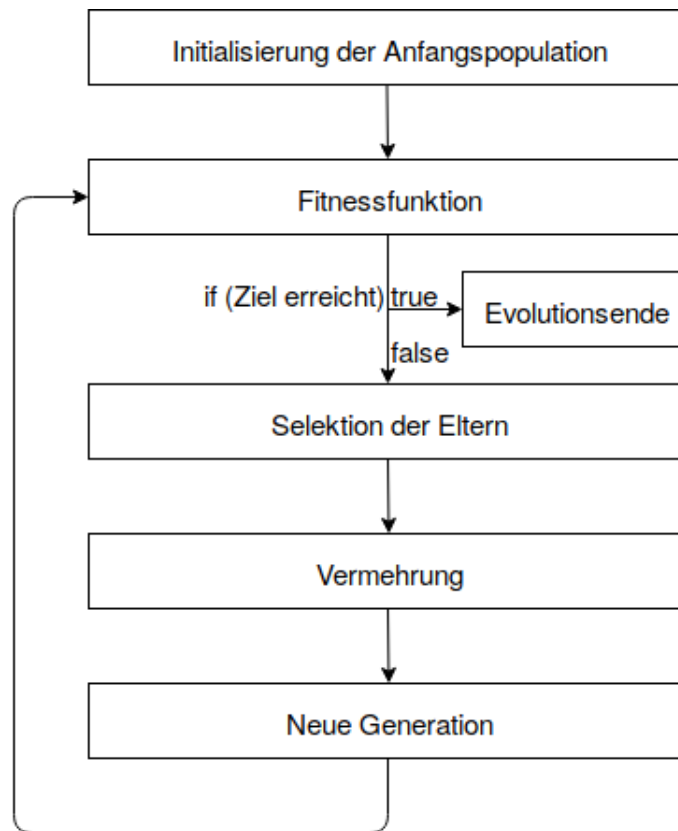 Initialisierung der Anfangspopulation
Fitnessfunktion
if (Ziel erreicht) true
Evolutionsende
false
Selektion der Eltern
Vermehrung
Neue Generation